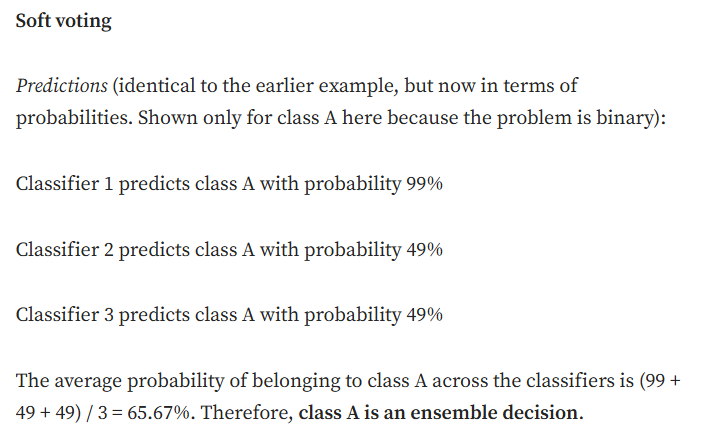 Soft voting
Predictions (identical to the earlier example, but now in terms of
probabilities. Shown only for class A here because the problem is binary):
Classifier 1 predicts class A with probability 99%
Classifier 2 predicts class A with probability 49%
Classifier 3 predicts class A with probability 49%
The average probability of belonging to class A across the classifiers is (99 +
49 + 49) / 3 = 65.67%. Therefore, class A is an ensemble decision.